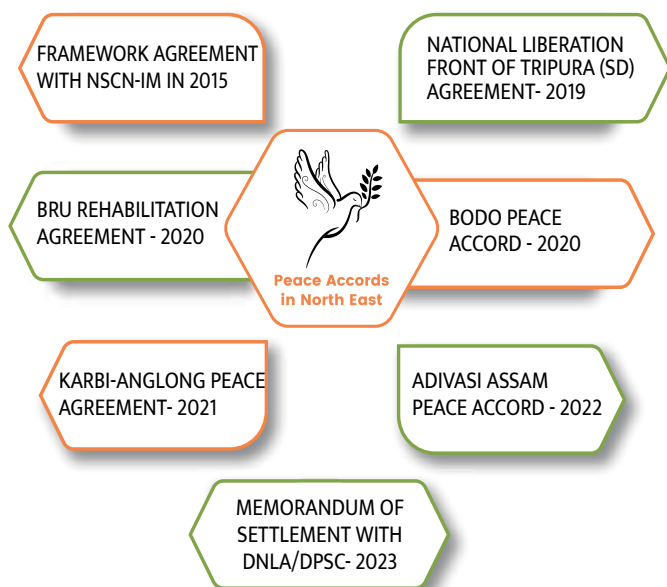 FRAMEWORK AGREEMENT
WITH NSCN-IM IN 2015
NATIONAL LIBERATION
FRONT OF TRIPURA (SD)
AGREEMENT- 2019
BRU REHABILITATION
AGREEMENT - 2020
Peace Accords
in North East
BODO PEACE
ACCORD - 2020
KARBI-ANGLONG PEACE
AGREEMENT- 2021
ADIVASI ASSAM
PEACE ACCORD - 2022
MEMORANDUM OF
SETTLEMENT WITH
DNLA/DPSC- 2023